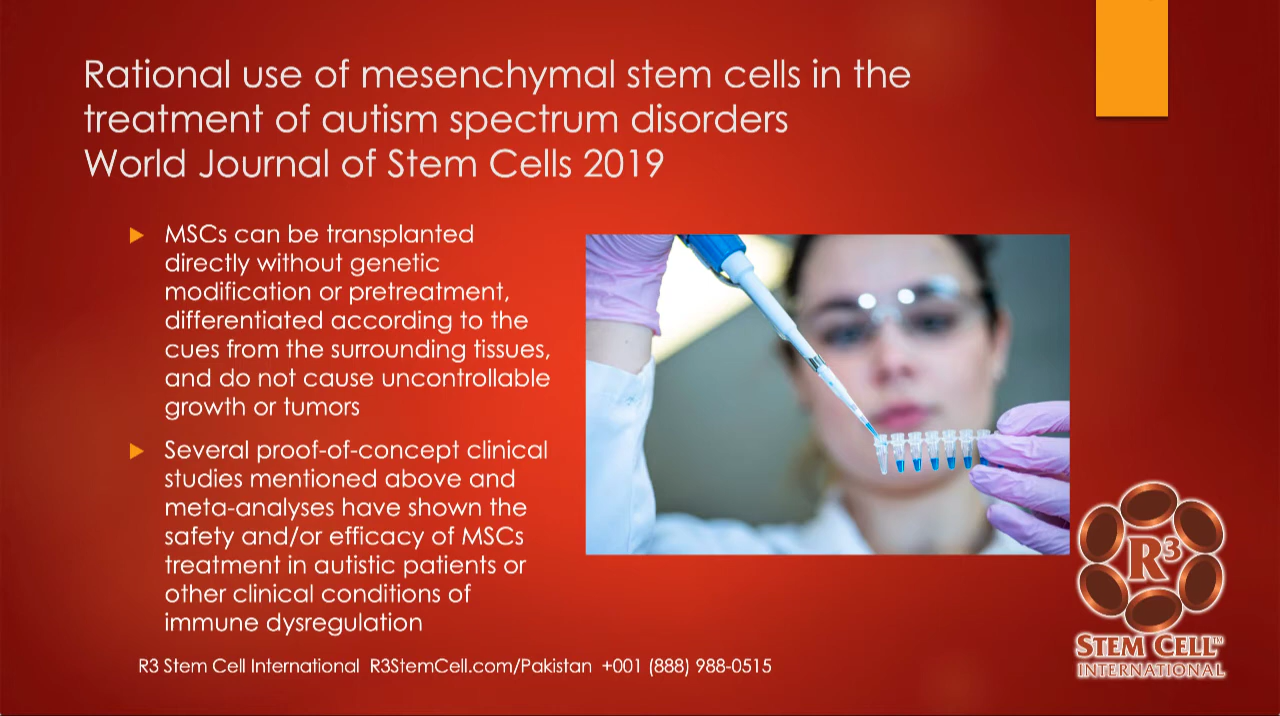 Rational use of mesenchymal stem cells in the
treatment of autism spectrum disorders
World Journal of Stem Cells 2019
MSCs can be transplanted
directly without genetic
modification or pretreatment,
differentiated according to the
cues from the surrounding tissues,
and do not cause uncontrollable
growth or tumors
Several proof-of-concept clinical
studies mentioned above and
meta-analyses have shown the
safety and/or efficacy of MSCs
treatment in autistic patients or
other clinical conditions of
immune dysregulation
R3 Stem Cell International R3StemCell.com/Pakistan +001 (888) 988-0515
R3
STEM CELL™
INTERNATIONAL